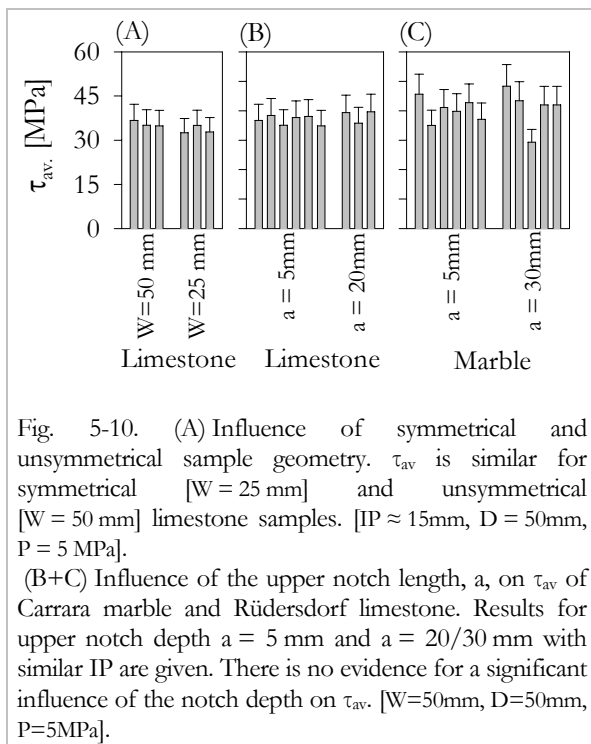 (A) (B) (C)
60
45
30
15
0
τav. [MPa]
W=50 mm
W=25 mm
a = 5mm
a = 20mm
a = 5mm
a = 30mm
Limestone Limestone Marble
Fig. 5-10. (A) Influence of symmetrical and
unsymmetrical sample geometry. τav is similar for
symmetrical [W = 25 mm] and unsymmetrical
[W = 50 mm] limestone samples. [IP ≈ 15mm, D = 50mm,
P = 5 MPa].
(B+C) Influence of the upper notch length, a, on τav of
Carrara marble and Rüdersdorf limestone. Results for
upper notch depth a = 5 mm and a = 20/30 mm with
similar IP are given. There is no evidence for a significant
influence of the notch depth on τav. [W=50mm, D=50mm,
P=5MPa].